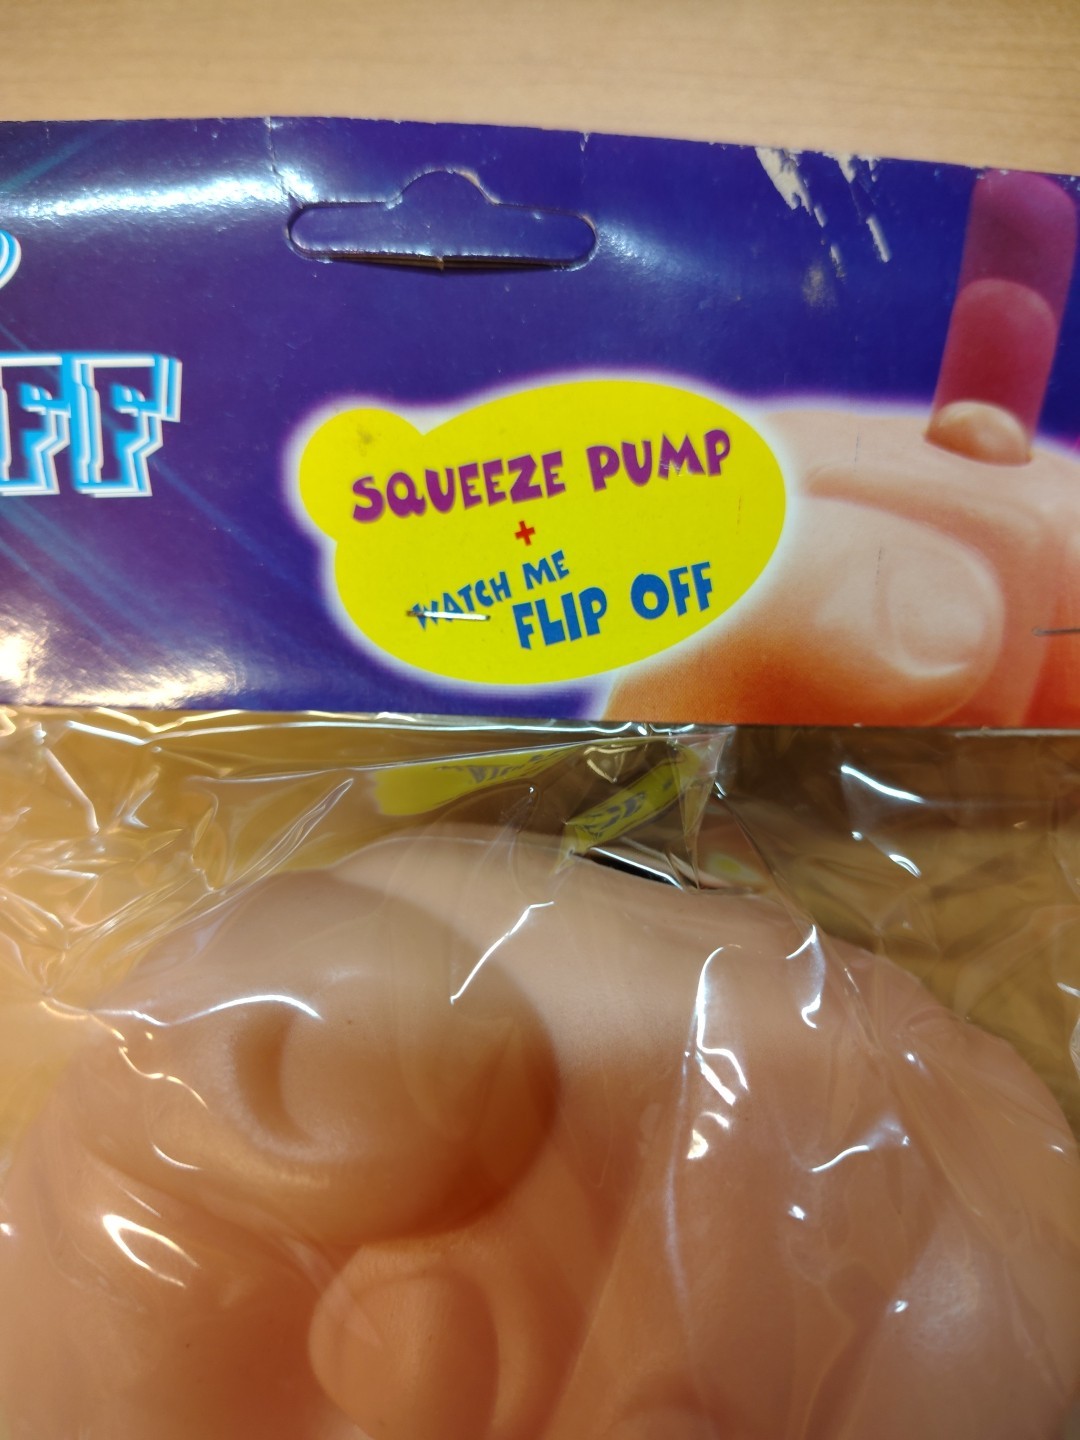 FF
SQUEEZE PUMP
+
WATCH ME
FLIP OFF